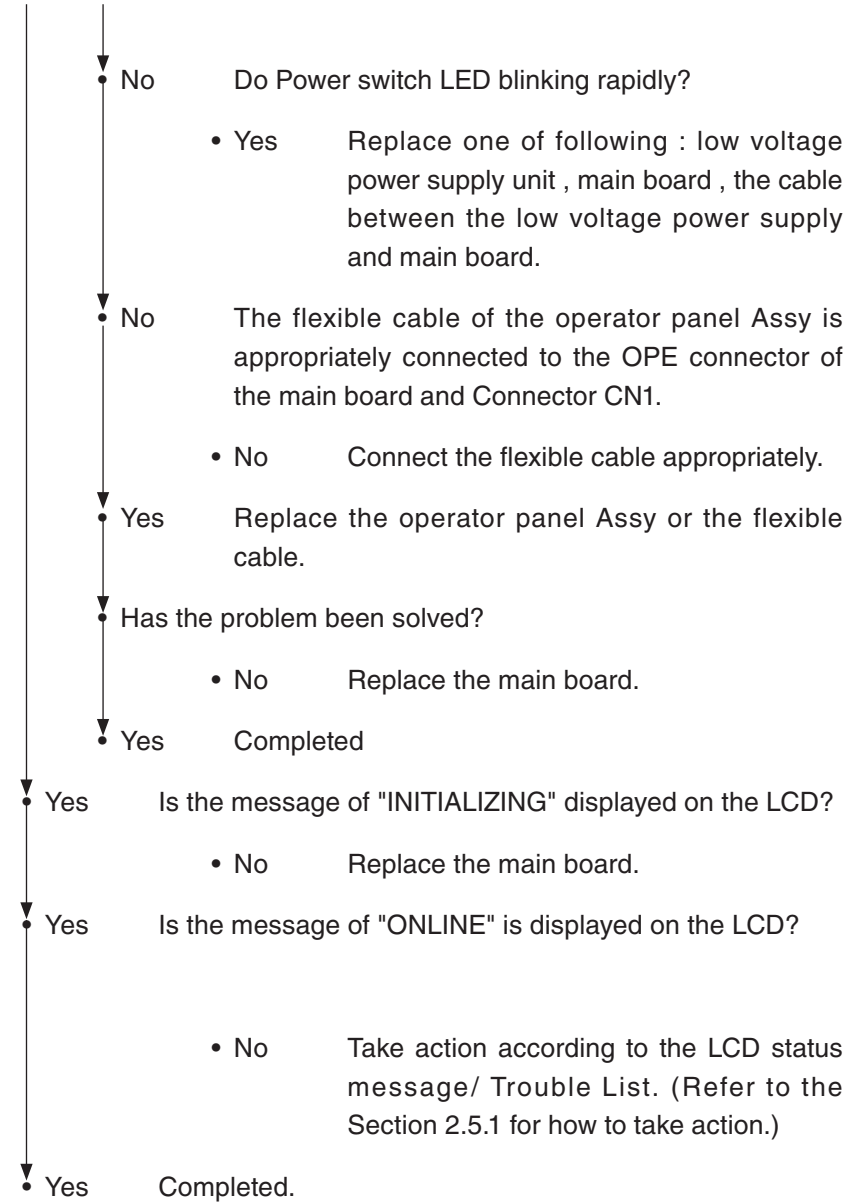 • No Do Power switch LED blinking rapidly?
• Yes Replace one of following : low voltage
power supply unit , main board , the cable
between the low voltage power supply
and main board.
• No The flexible cable of the operator panel Assy is
appropriately connected to the OPE connector of
the main board and Connector CN1.
• No Connect the flexible cable appropriately.
• Yes Replace the operator panel Assy or the flexible
cable.
• Has the problem been solved?
• No Replace the main board.
• Yes Completed
• Yes Is the message of "INITIALIZING" displayed on the LCD?
• No Replace the main board.
• Yes Is the message of "ONLINE" is displayed on the LCD?
• No Take action according to the LCD status
message/ Trouble List. (Refer to the
Section 2.5.1 for how to take action.)
• Yes Completed.